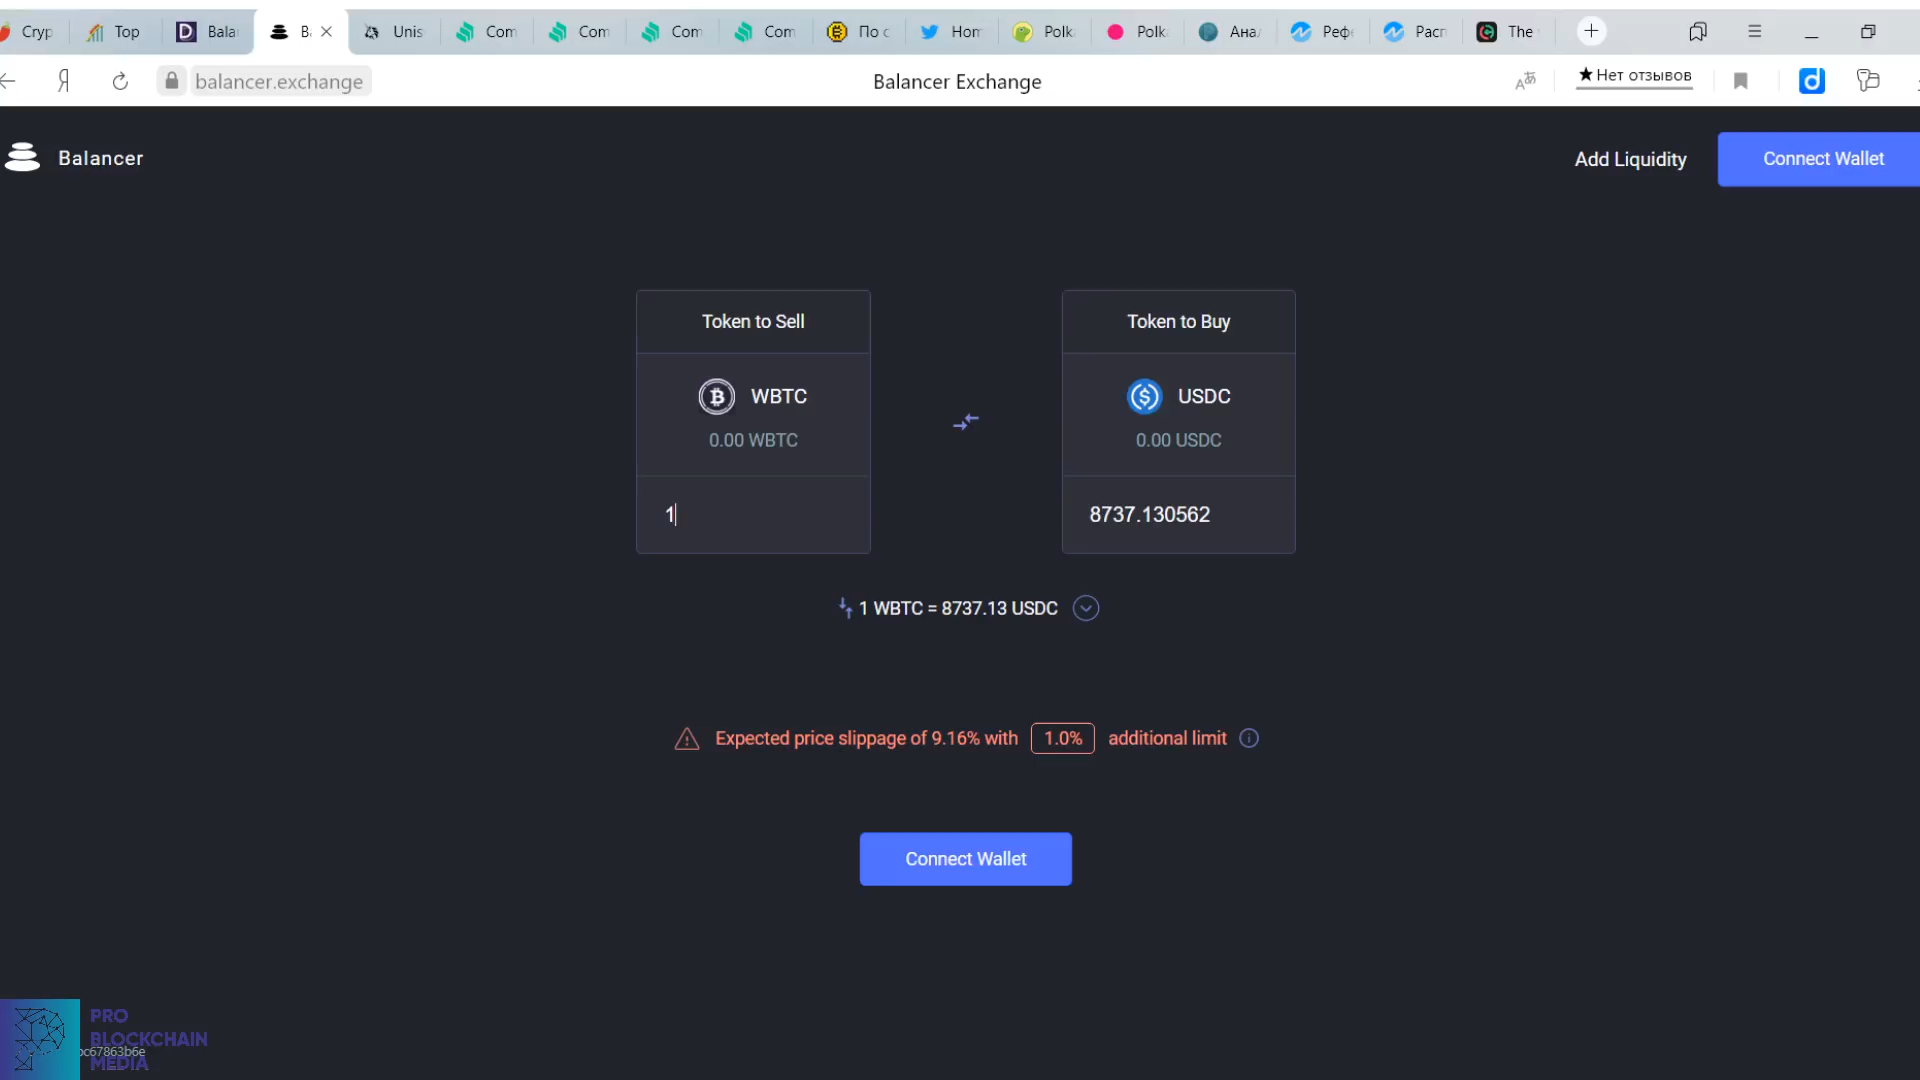 Cryp Top Bala Ba Unis Com Com Com Com По с Hom Polk Polk Анал Рефе Расп The
balancer.exchange Balancer Exchange Нет отзывов
Balancer Add Liquidity Connect Wallet
Token to Sell Token to Buy
WBTC USDC
0.00 WBTC 0.00 USDC
1 8737.130562
1 WBTC = 8737.13 USDC
Expected price slippage of 9.16% with 1.0% additional limit
Connect Wallet
PRO
BLOCKCHAIN
MEDIA